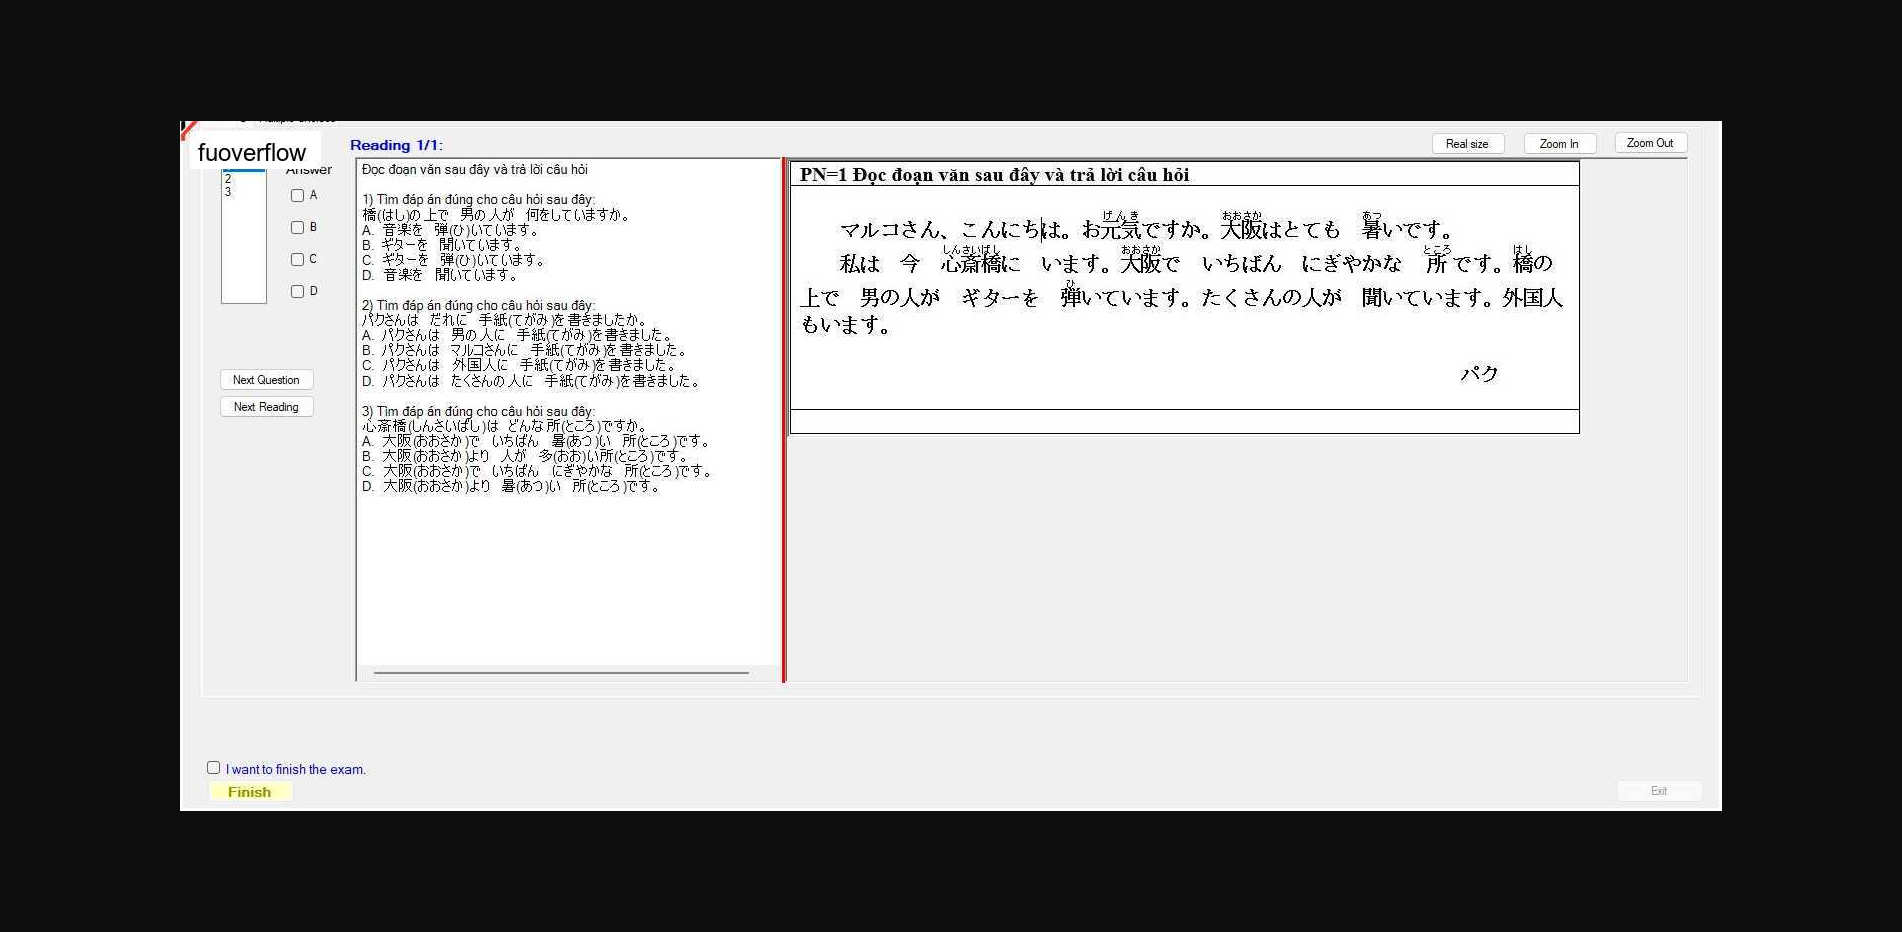 fuoverflow
Reading 1/1:
Real size
Zoom In
Zoom Out
Answer
2
3
A
B
C
D
Next Question
Next Reading
Đọc đoạn văn sau đây và trả lời câu hỏi
1) Tìm đáp án đúng cho câu hỏi sau đây:
橋(はし)の上で 男の人が 何をしていますか。
A. 音楽を 弾(ひ)いています。
B. ギターを 聞いています。
C. ギターを 弾(ひ)いています。
D. 音楽を 聞いています。
2) Tìm đáp án đúng cho câu hỏi sau đây:
パクさんは だれに 手紙(てがみ)を書きましたか。
A. パクさんは 男の人に 手紙(てがみ)を書きました。
B. パクさんは マルコさんに 手紙(てがみ)を書きました。
C. パクさんは 外国人に 手紙(てがみ)を書きました。
D. パクさんは たくさんの人に 手紙(てがみ)を書きました。
3) Tìm đáp án đúng cho câu hỏi sau đây:
心斎橋(しんさいばし)は どんな所(ところ)ですか。
A. 大阪(おおさか)で いちばん 暑(あつ)い 所(ところ)です。
B. 大阪(おおさか)より 人が 多(おお)い所(ところ)です。
C. 大阪(おおさか)で いちばん にぎやかな 所(ところ)です。
D. 大阪(おおさか)より 暑(あつ)い 所(ところ)です。
PN=1 Đọc đoạn văn sau đây và trả lời câu hỏi
げんき おおさか あつ
マルコさん、こんにちは。お元気ですか。大阪はとても 暑いです。
しんさいばし おおさか ところ はし
私は 今 心斎橋に います。大阪で いちばん にぎやかな 所です。橋の
ひ
上で 男の人が ギターを 弾いています。たくさんの人が 聞いています。外国人
もいます。
パク
I want to finish the exam.
Finish
Exit